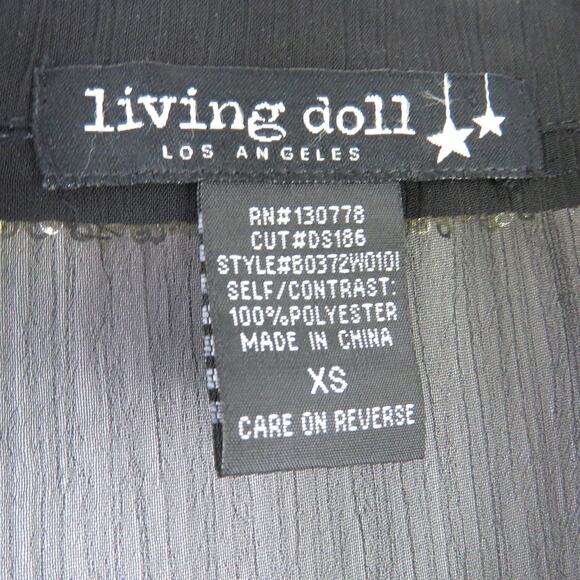 living doll
LOS ANGELES
RN#130778
CUT#DS186
STYLE#B0372W0101
SELF/CONTRAST:
100%POLYESTER
MADE IN CHINA
XS
CARE ON REVERSE